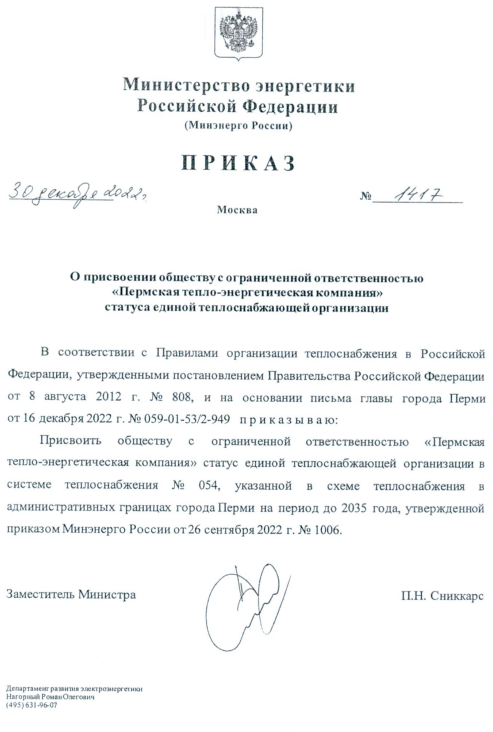 Министерство энергетики
Российской Федерации
(Минэнерго России)
П Р И К А З
30 декабря 2022г.
№ 1417
Москва
О присвоении обществу с ограниченной ответственностью
«Пермская тепло-энергетическая компания»
статуса единой теплоснабжающей организации
В соответствии с Правилами организации теплоснабжения в Российской
Федерации, утвержденными постановлением Правительства Российской Федерации
от 8 августа 2012 г. № 808, и на основании письма главы города Перми
от 16 декабря 2022 г. № 059-01-53/2-949 п р и к а з ы в а ю:
Присвоить обществу с ограниченной ответственностью «Пермская
тепло-энергетическая компания» статус единой теплоснабжающей организации в
системе теплоснабжения № 054, указанной в схеме теплоснабжения в
административных границах города Перми на период до 2035 года, утвержденной
приказом Минэнерго России от 26 сентября 2022 г. № 1006.
Заместитель Министра
П.Н. Сниккарс
Департамент развития электроэнергетики
Нагорный Роман Олегович
(495) 631-96-07